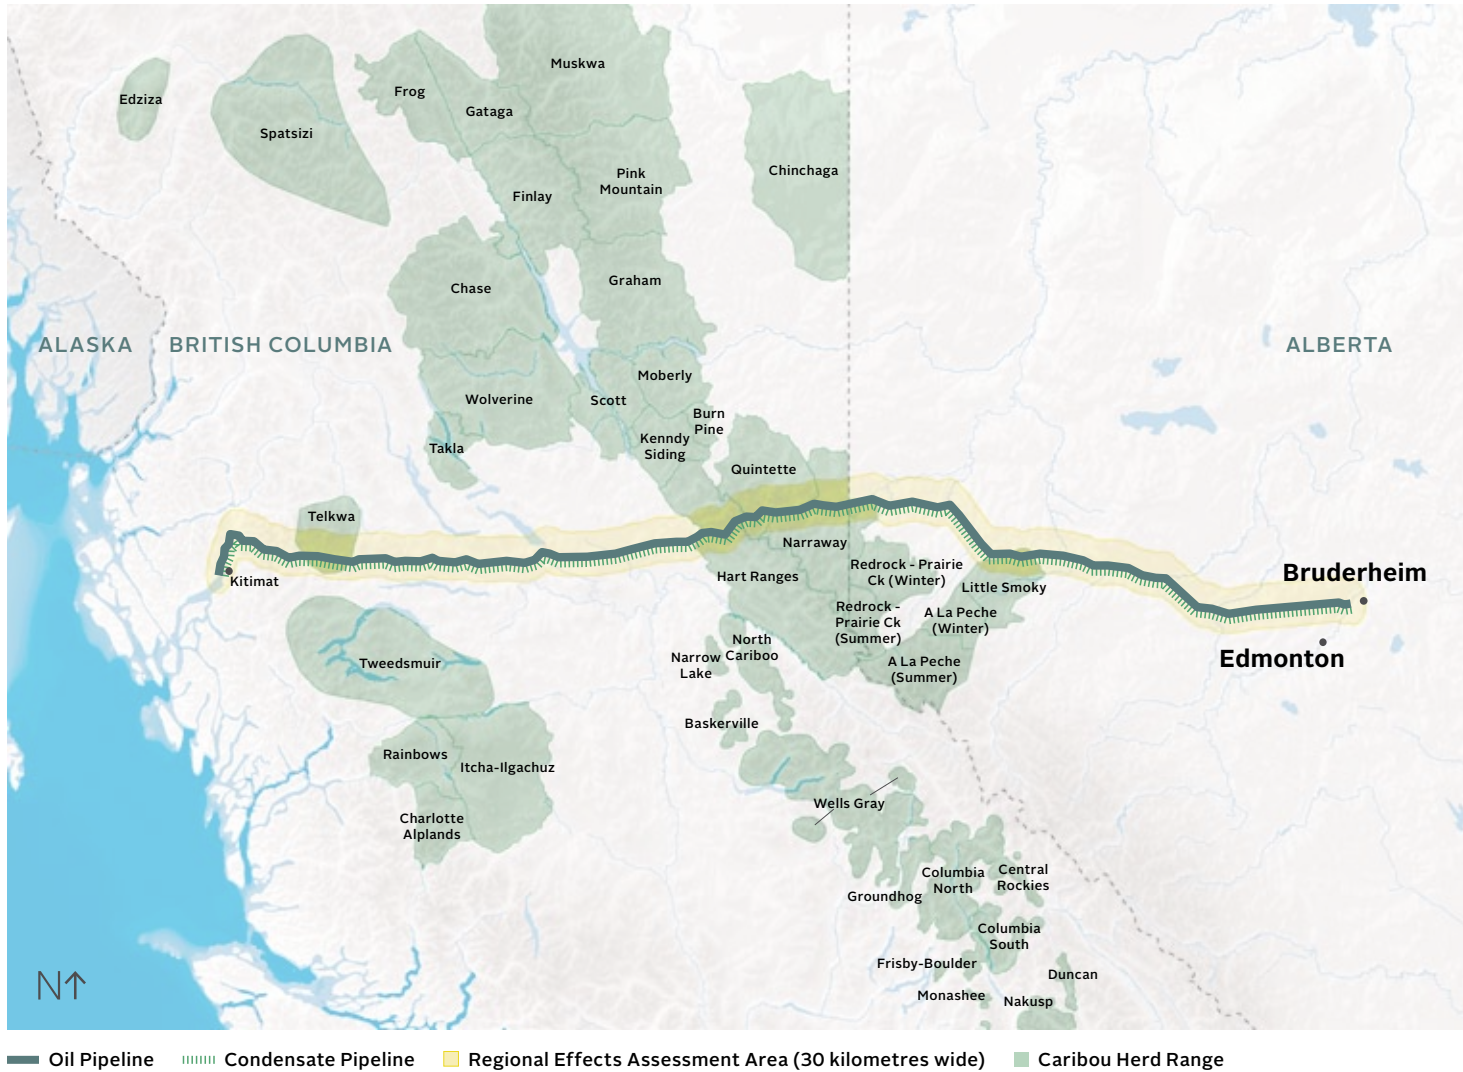 Muskwa
Edziza
Frog
Gataga
Spatsizi
Chinchaga
Pink
Mountain
Finlay
Chase
Graham
ALASKA
BRITISH COLUMBIA
ALBERTA
Moberly
Wolverine
Scott
Burn
Pine
Takla
Kenndy
Siding
Quintette
Telkwa
Narraway
Kitimat
Hart Ranges
Redrock - Prairie
Ck (Winter)
Little Smoky
Bruderheim
Redrock -
Prairie Ck
(Summer)
A La Peche
(Winter)
Edmonton
North
Cariboo
Narrow
Lake
A La Peche
(Summer)
Tweedsmuir
Baskerville
Rainbows
Itcha-Ilgachuz
Wells Gray
Charlotte
Alplands
Columbia
North
Central
Rockies
Groundhog
Columbia
South
Frisby-Boulder
Duncan
Monashee
Nakusp
N↑
Oil Pipeline
Condensate Pipeline
Regional Effects Assessment Area (30 kilometres wide)
Caribou Herd Range